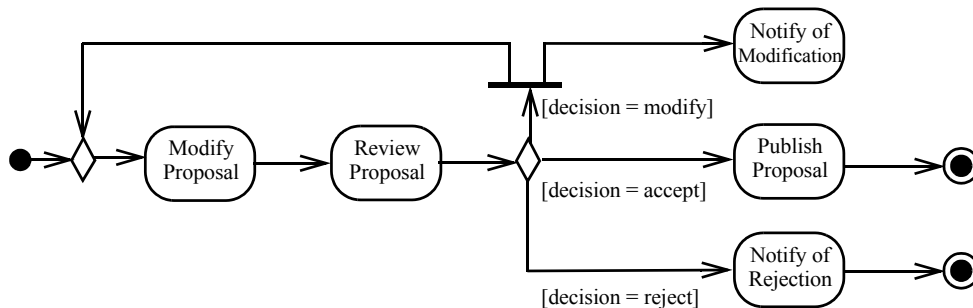 Notify of
Modification
[decision = modify]
Modify
Proposal
Review
Proposal
Publish
Proposal
[decision = accept]
Notify of
Rejection
[decision = reject]